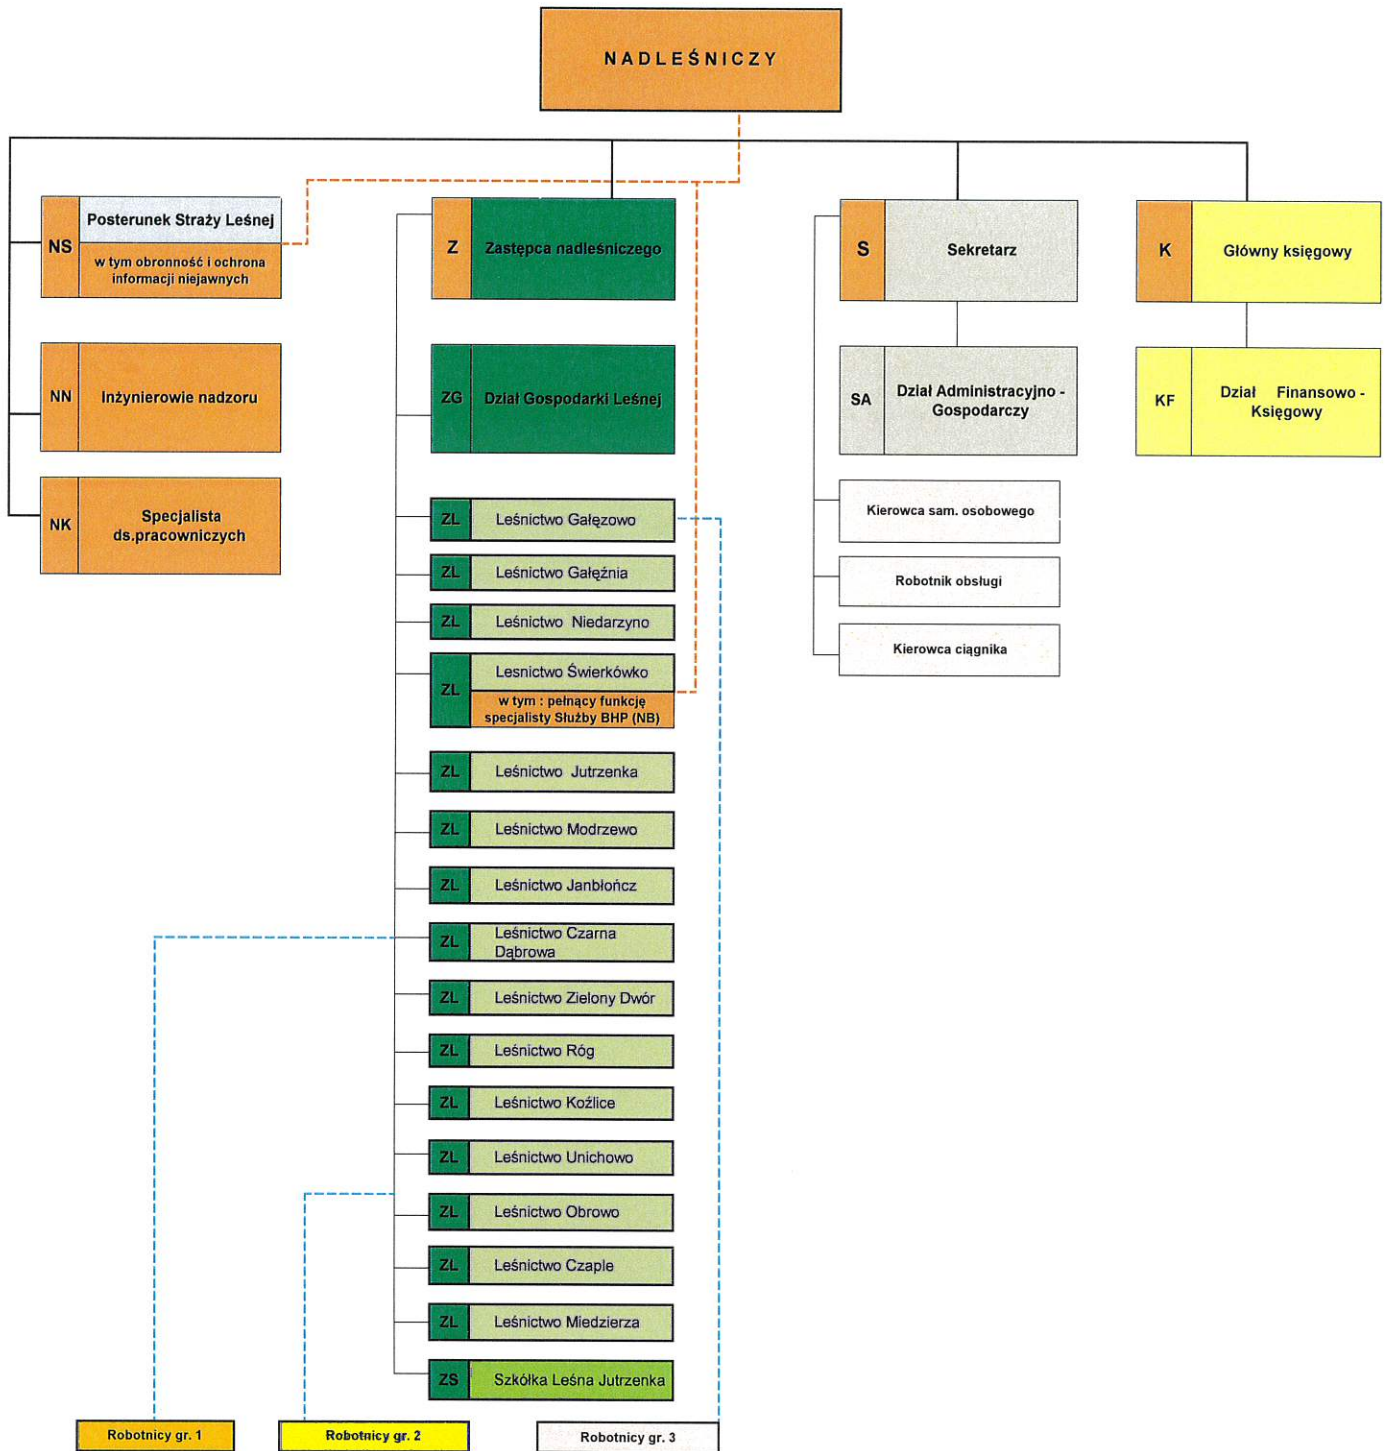 NADLEŚNICZY
NS
Posterunek Straży Leśnej
w tym obronność i ochrona
informacji niejawnych
NN
Inżynierowie nadzoru
NK
Specjalista
ds.pracowniczych
Z
Zastępca nadleśniczego
ZG
Dział Gospodarki Leśnej
ZL
Leśnictwo Gałęzowo
ZL
Leśnictwo Gałęźnia
ZL
Leśnictwo Niedarzyno
ZL
Lesnictwo Świerkówko
w tym : pełnący funkcję
specjalisty Służby BHP (NB)
ZL
Leśnictwo Jutrzenka
ZL
Leśnictwo Modrzewo
ZL
Leśnictwo Janbłończ
ZL
Leśnictwo Czarna
Dąbrowa
ZL
Leśnictwo Zielony Dwór
ZL
Leśnictwo Róg
ZL
Leśnictwo Koźlice
ZL
Leśnictwo Unichowo
ZL
Leśnictwo Obrowo
ZL
Leśnictwo Czaple
ZL
Leśnictwo Miedzierza
ZS
Szkółka Leśna Jutrzenka
S
Sekretarz
SA
Dział Administracyjno -
Gospodarczy
Kierowca sam. osobowego
Robotnik obsługi
Kierowca ciągnika
K
Główny księgowy
KF
Dział Finansowo -
Księgowy
Robotnicy gr. 1
Robotnicy gr. 2
Robotnicy gr. 3